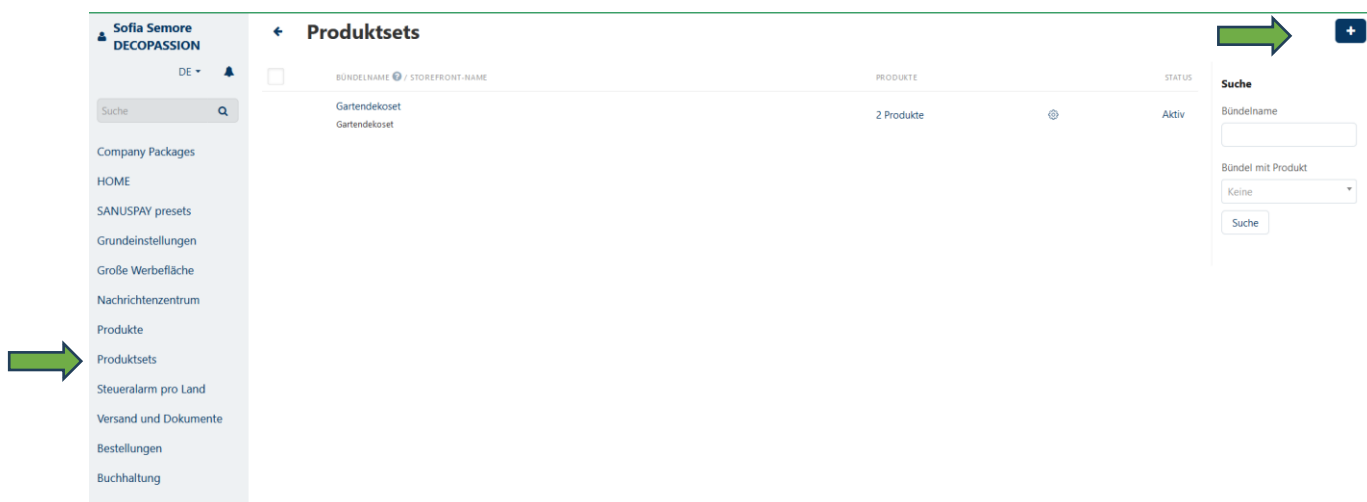 Sofia Semore
DECOPASSION
DE
Suche
Company Packages
HOME
SANUSPAY presets
Grundeinstellungen
Große Werbefläche
Nachrichtenzentrum
Produkte
Produktsets
Steueralarm pro Land
Versand und Dokumente
Bestellungen
Buchhaltung
Produktsets
+
BÜNDELNAME ? / STOREFRONT-NAME PRODUKTE STATUS
Gartendekoset
Gartendekoset
2 Produkte Aktiv
Suche
Bündelname
Bündel mit Produkt
Keine
Suche